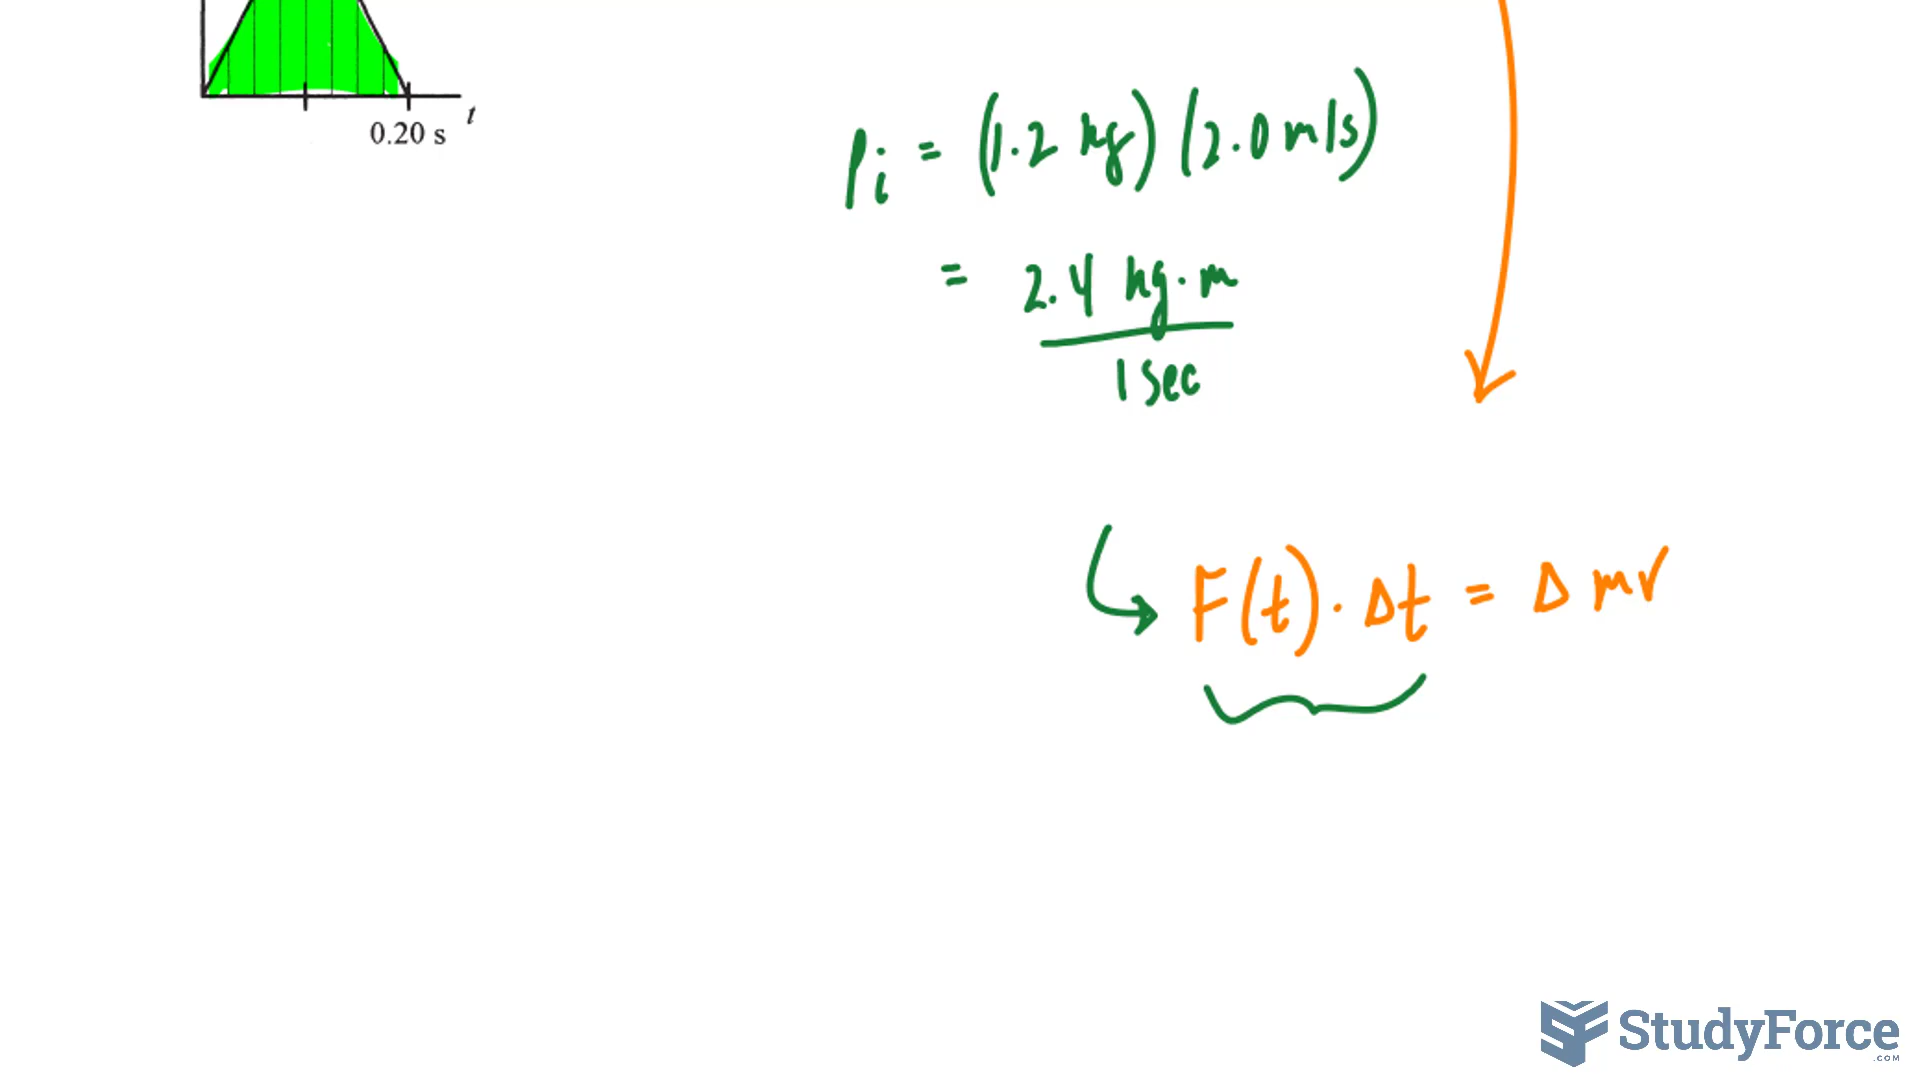 t
0.20 s
Pi = (1.2 kg) (2.0 m/s)
= 2.4 kg·m
1 sec
F(t) · Δt = Δ mv
StudyForce
.COM